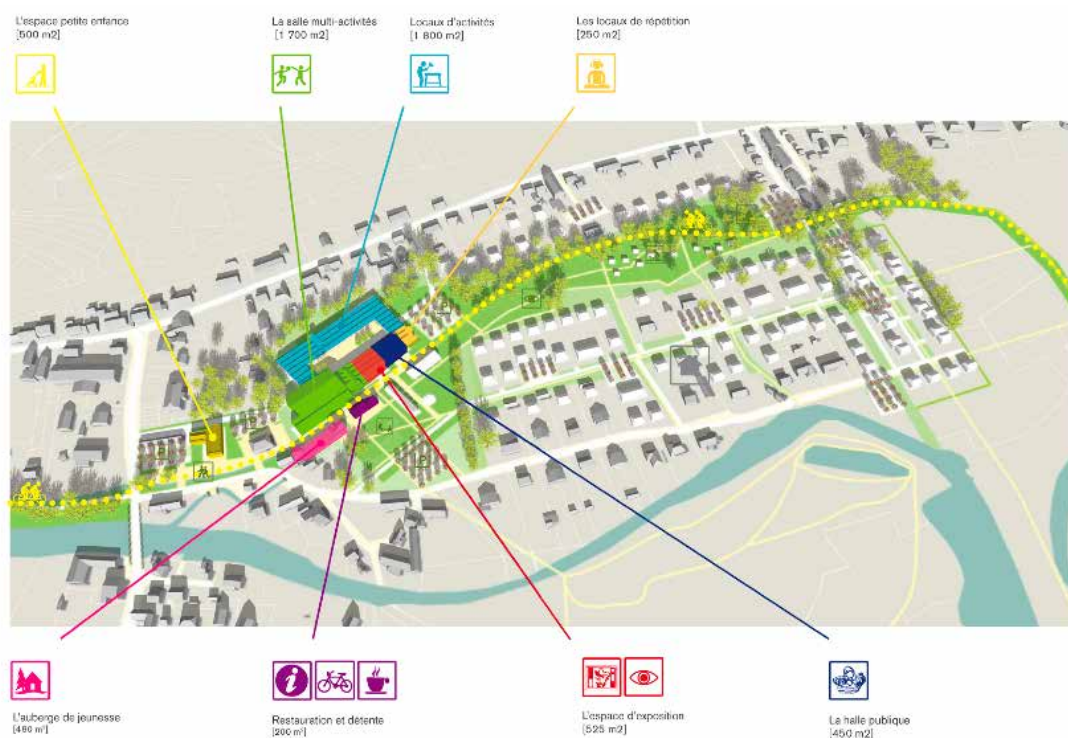 L'espace petite enfance
[500 m2]
La salle multi-activités
[1 700 m2]
Locaux d'activités
[1 800 m2]
Les locaux de répétition
[250 m2]
P
P
P
P
L'auberge de jeunesse
[480 m²]
Restauration et détente
[200 m²]
L'espace d'exposition
[525 m2]
La halle publique
[450 m2]